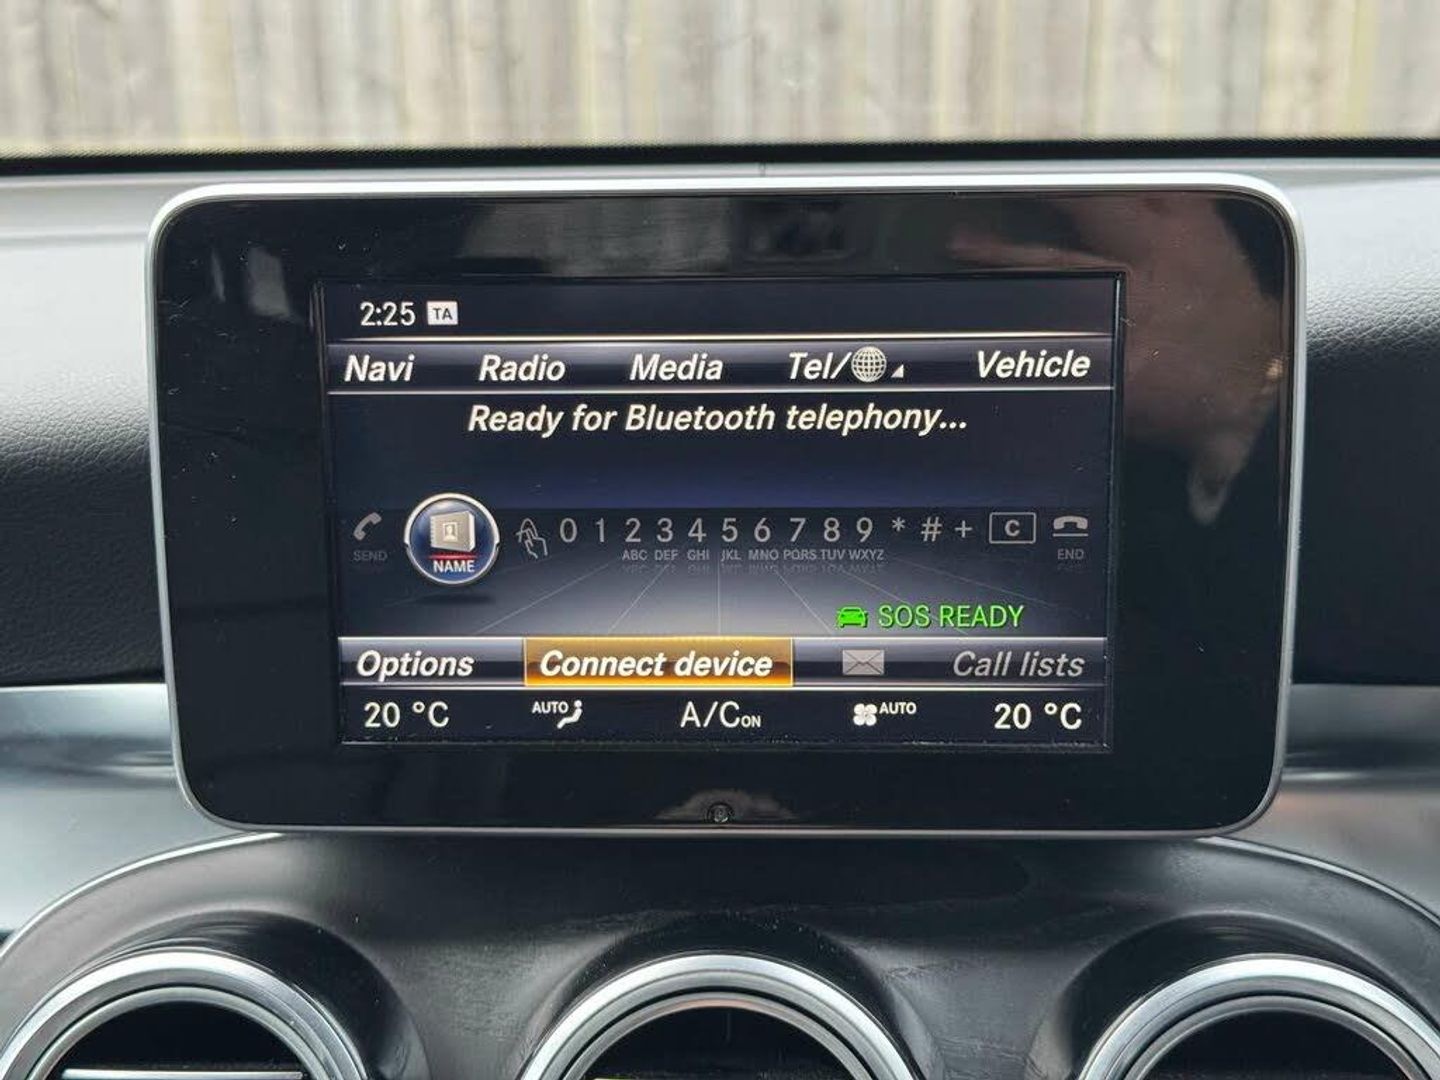 2:25 TA
Navi Radio Media Tel/ Vehicle
Ready for Bluetooth telephony...
SEND NAME 0 1 2 3 4 5 6 7 8 9 * # + C END
ABC DEF GHI JKL MNO PQRS TUV WXYZ
SOS READY
Options Connect device Call lists
20 °C AUTO A/C ON AUTO 20 °C